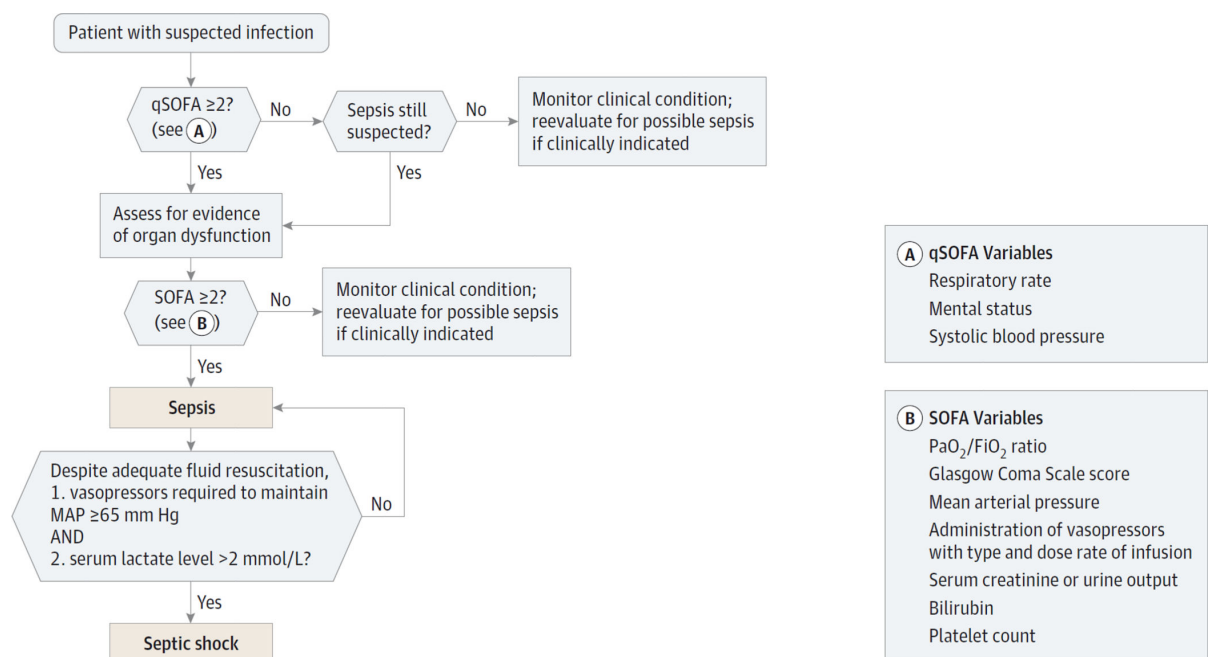 Patient with suspected infection
qSOFA ≥2?
(see A)
No
Sepsis still
suspected?
No
Monitor clinical condition;
reevaluate for possible sepsis
if clinically indicated
Yes
Yes
Assess for evidence
of organ dysfunction
SOFA ≥2?
(see B)
No
Monitor clinical condition;
reevaluate for possible sepsis
if clinically indicated
Yes
Sepsis
Despite adequate fluid resuscitation,
1. vasopressors required to maintain
MAP ≥65 mm Hg
AND
2. serum lactate level >2 mmol/L?
No
Yes
Septic shock
A qSOFA Variables
Respiratory rate
Mental status
Systolic blood pressure
B SOFA Variables
PaO₂/FiO₂ ratio
Glasgow Coma Scale score
Mean arterial pressure
Administration of vasopressors
with type and dose rate of infusion
Serum creatinine or urine output
Bilirubin
Platelet count